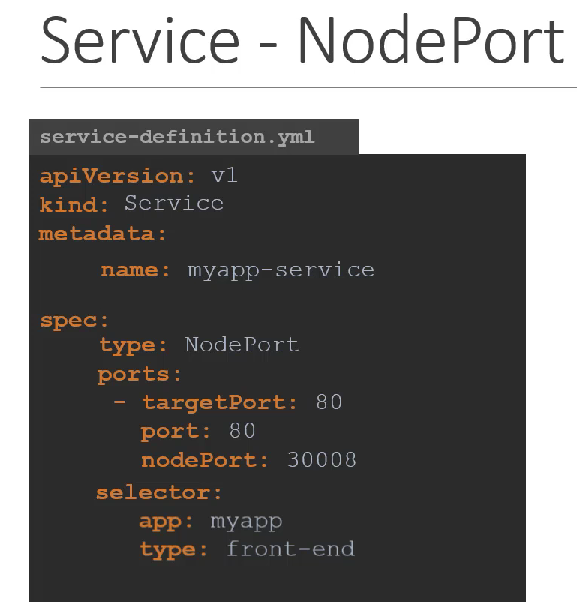 Service - NodePort
service-definition.yml
apiVersion: v1
kind: Service
metadata:
name: myapp-service
spec:
type: NodePort
ports:
- targetPort: 80
port: 80
nodePort: 30008
selector:
app: myapp
type: front-end